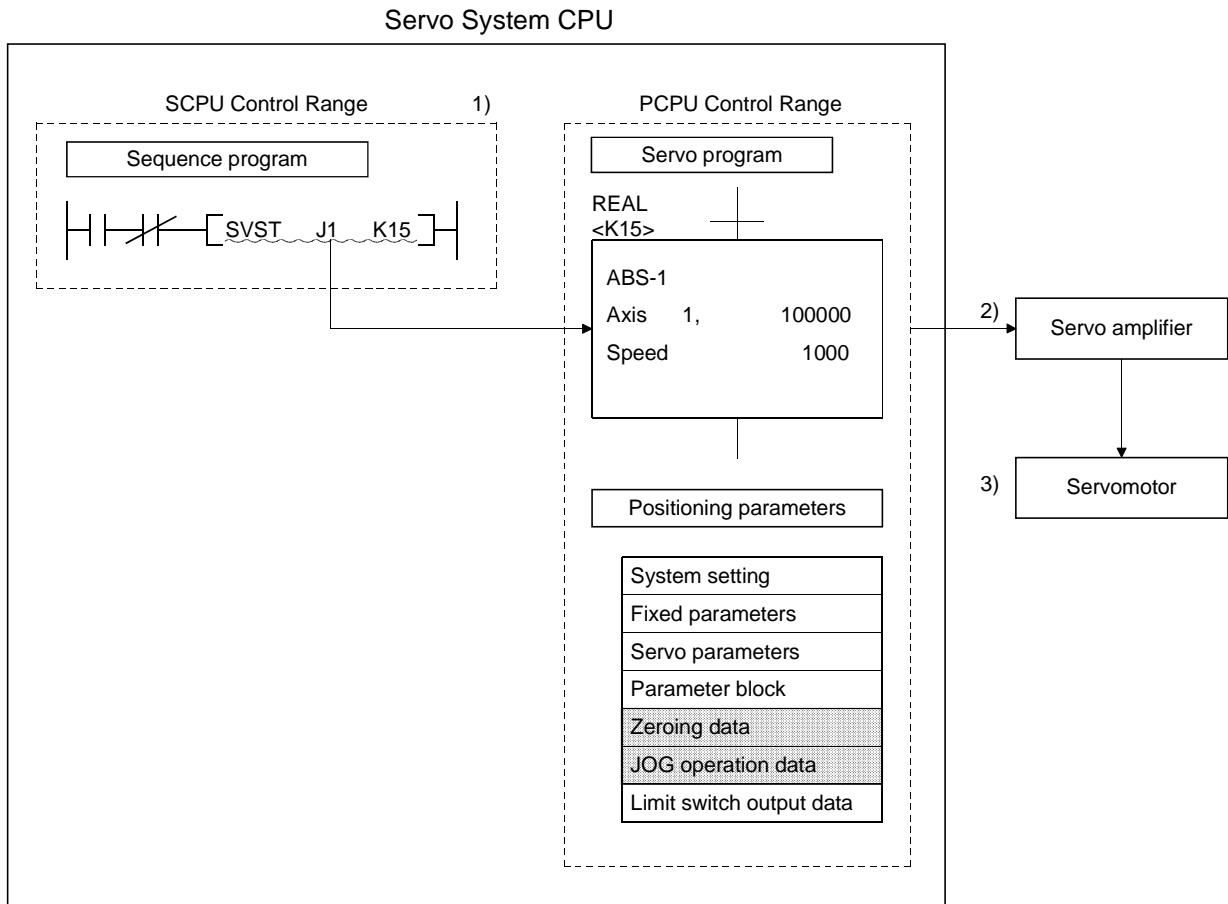 Servo System CPU
SCPU Control Range
1)
Sequence program
SVST J1 K15
PCPU Control Range
Servo program
REAL
<K15>
ABS-1
Axis 1, 100000
Speed 1000
2)
Servo amplifier
3)
Servomotor
Positioning parameters
System setting
Fixed parameters
Servo parameters
Parameter block
Zeroing data
JOG operation data
Limit switch output data